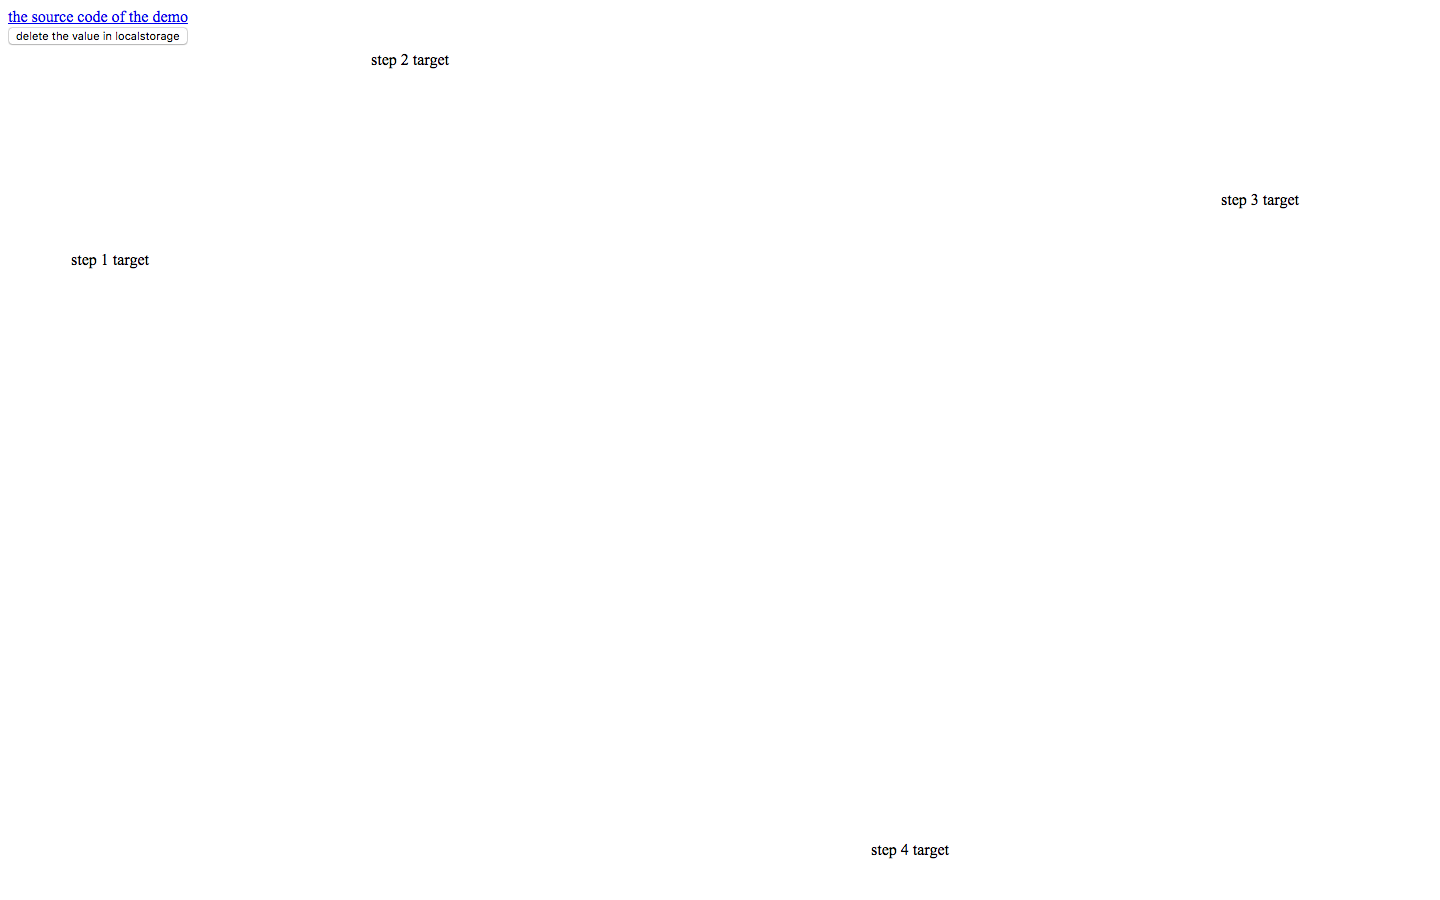 the source code of the demo
delete the value in localstorage
step 2 target
step 3 target
step 1 target
step 4 target